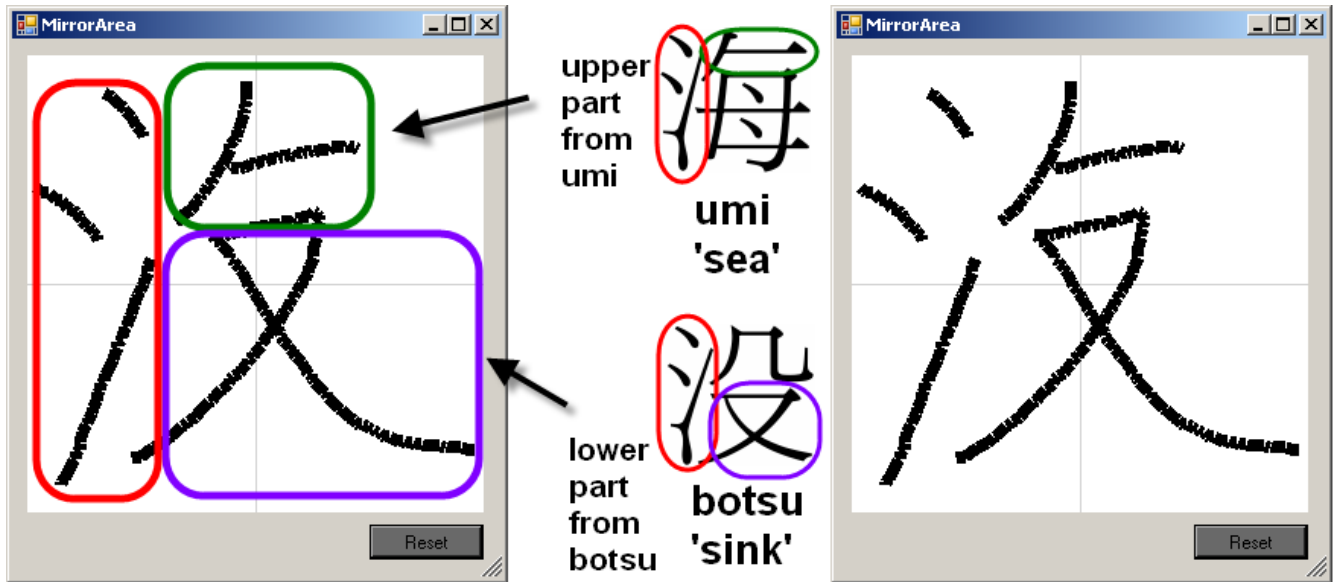 MirrorArea
Reset
upper
part
from
umi
海
umi
'sea'
没
botsu
'sink'
lower
part
from
botsu
MirrorArea
Reset